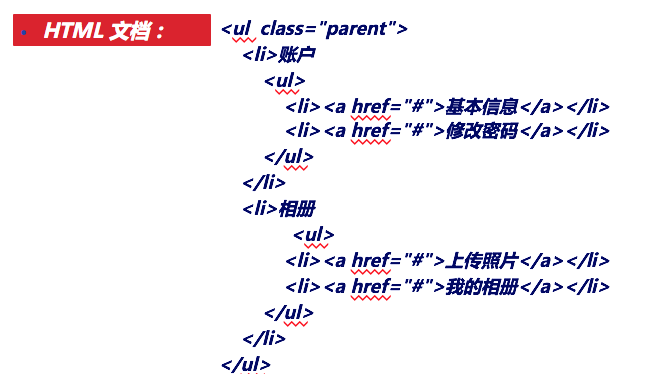 • HTML 文档：
<ul class="parent">
<li>账户
<ul>
<li><a href="#">基本信息</a></li>
<li><a href="#">修改密码</a></li>
</ul>
</li>
<li>相册
<ul>
<li><a href="#">上传照片</a></li>
<li><a href="#">我的相册</a></li>
</ul>
</li>
</ul>